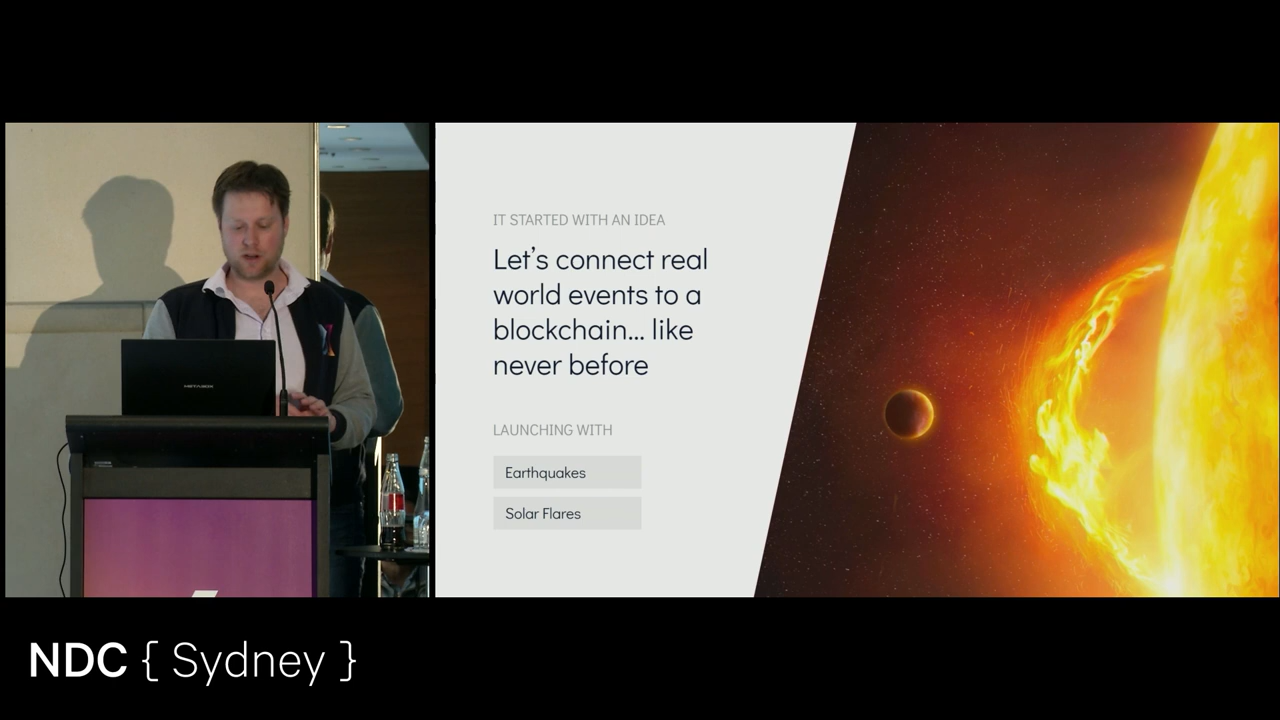 IT STARTED WITH AN IDEA
Let's connect real
world events to a
blockchain... like
never before
LAUNCHING WITH
Earthquakes
Solar Flares
NDC { Sydney }